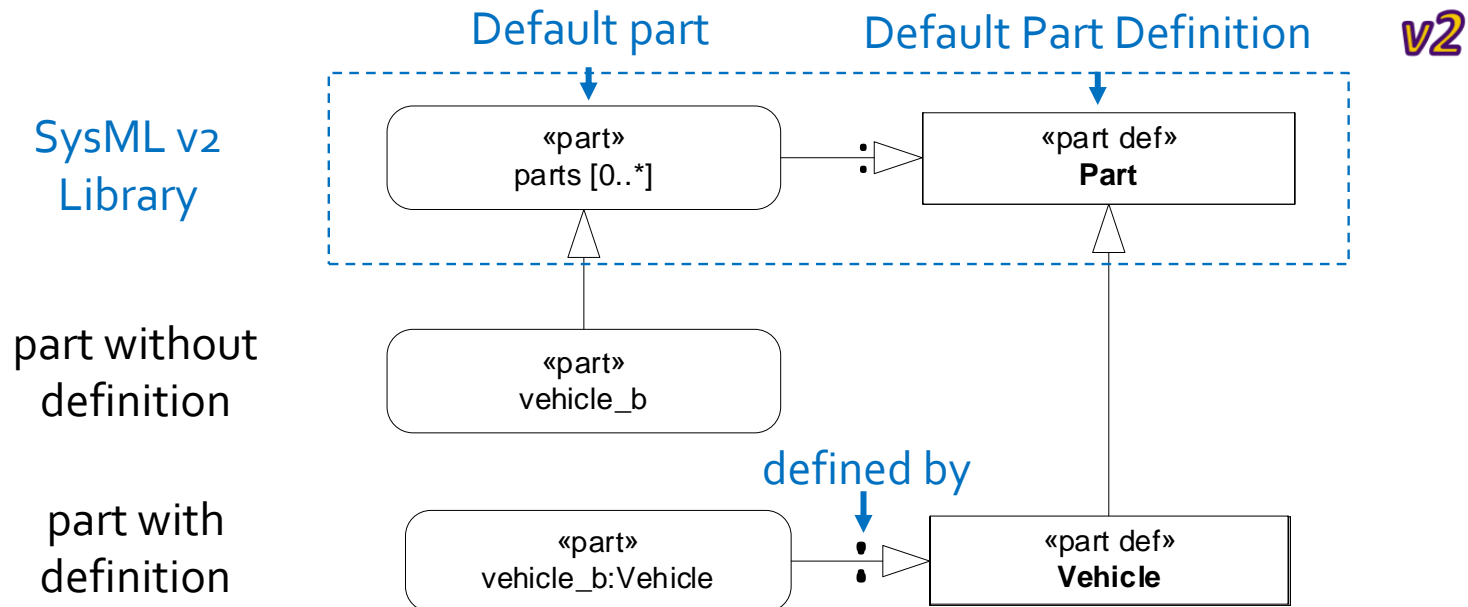 Default part
Default Part Definition
v2
SysML v2
Library
«part»
parts [0..*]
:
«part def»
Part
part without
definition
«part»
vehicle_b
defined by
part with
definition
«part»
vehicle_b:Vehicle
:
«part def»
Vehicle